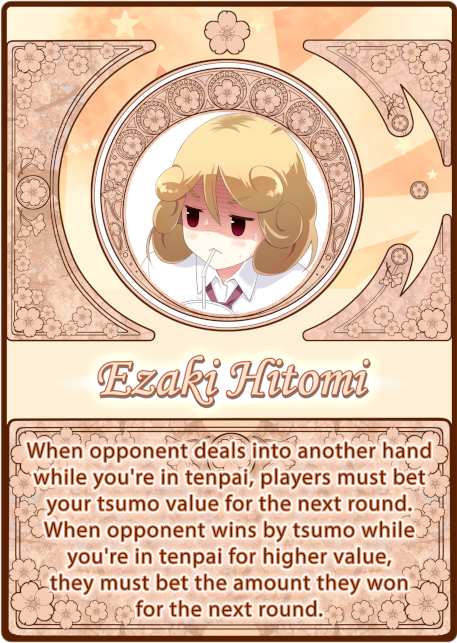 Ezaki Hitomi
When opponent deals into another hand
while you're in tenpai, players must bet
your tsumo value for the next round.
When opponent wins by tsumo while
you're in tenpai for higher value,
they must bet the amount they won
for the next round.